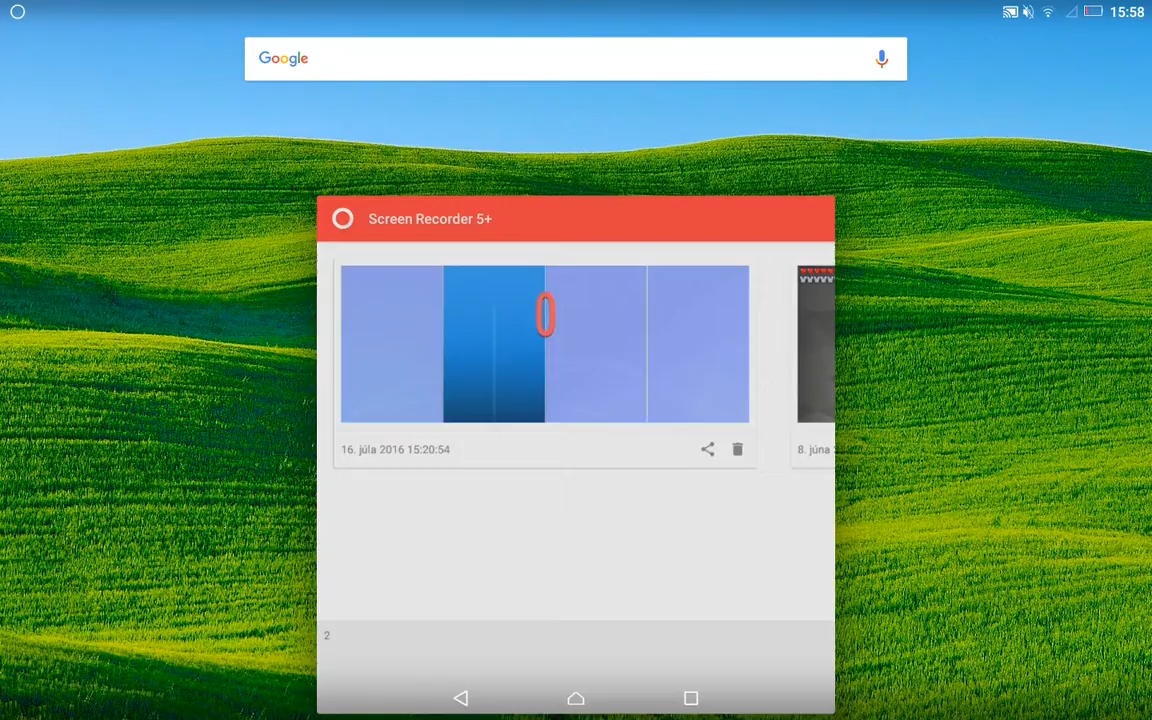 15:58
Google
Screen Recorder 5+
0
16. júla 2016 15:20:54
8. júna
2